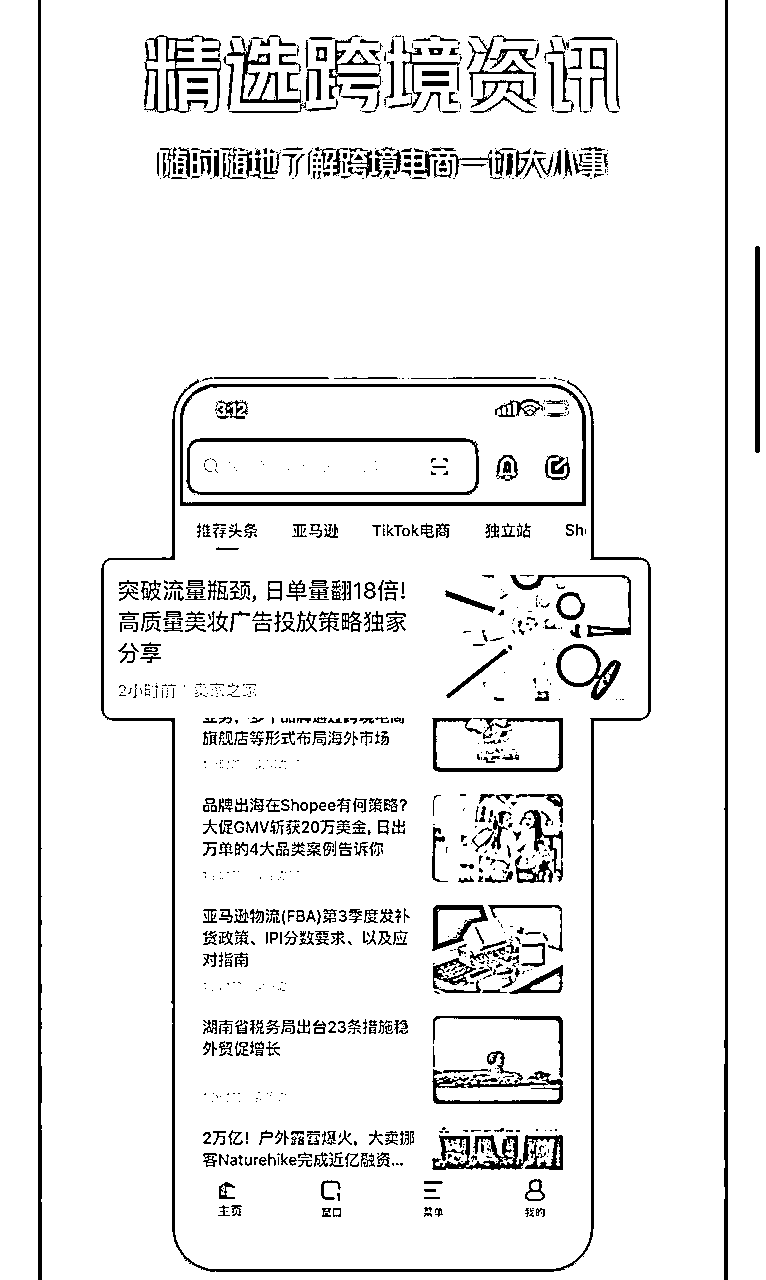 精选跨境资讯
随时随地了解跨境电商一切大小事
3:12
推荐头条 亚马逊 TikTok电商 独立站 Sho
突破流量瓶颈, 日单量翻18倍!
高质量美妆广告投放策略独家
分享
2小时前 卖家之家
旗舰店等形式布局海外市场
品牌出海在Shopee有何策略?
大促GMV斩获20万美金, 日出
万单的4大品类案例告诉你
亚马逊物流(FBA)第3季度发补
货政策、IPI分数要求、以及应
对指南
湖南省税务局出台23条措施稳
外贸促增长
2万亿！户外露营爆火，大卖挪
客Naturehike完成近亿融资...
主页 窗口 菜单 我的